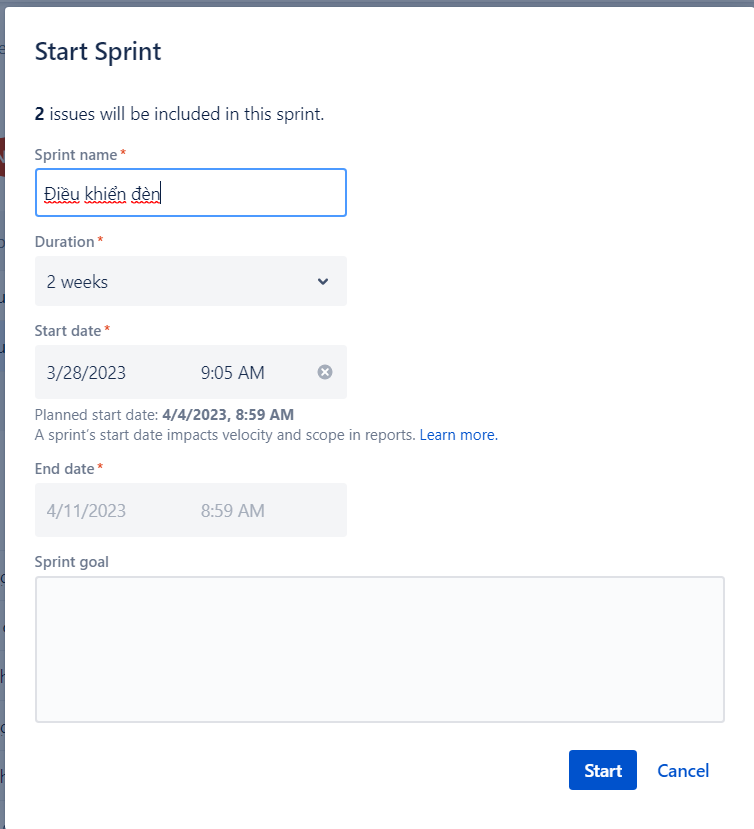 Start Sprint
2 issues will be included in this sprint.
Sprint name *
Điều khiển đèn
Duration *
2 weeks
Start date *
3/28/2023 9:05 AM
Planned start date: 4/4/2023, 8:59 AM
A sprint's start date impacts velocity and scope in reports. Learn more.
End date *
4/11/2023 8:59 AM
Sprint goal
Start Cancel